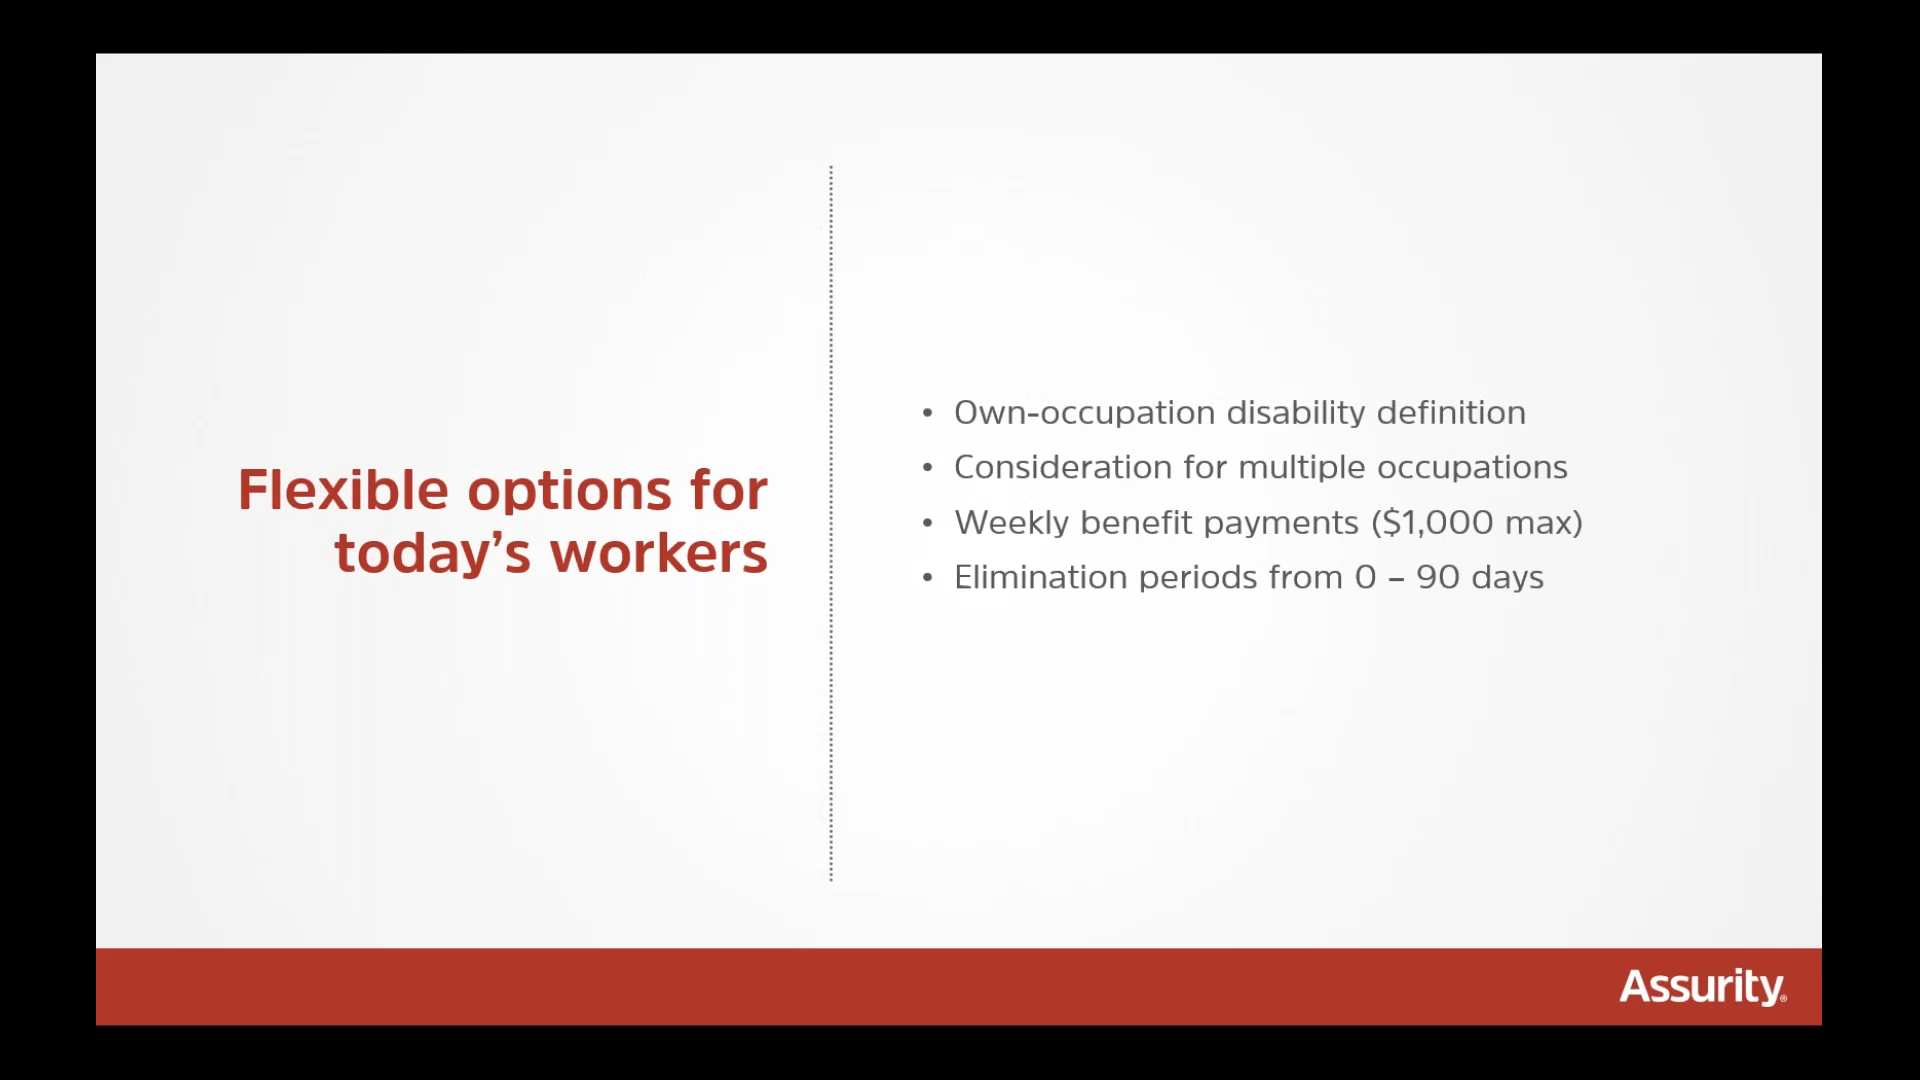 Flexible options for
today’s workers
• Own-occupation disability definition
• Consideration for multiple occupations
• Weekly benefit payments ($1,000 max)
• Elimination periods from 0 – 90 days
Assurity®